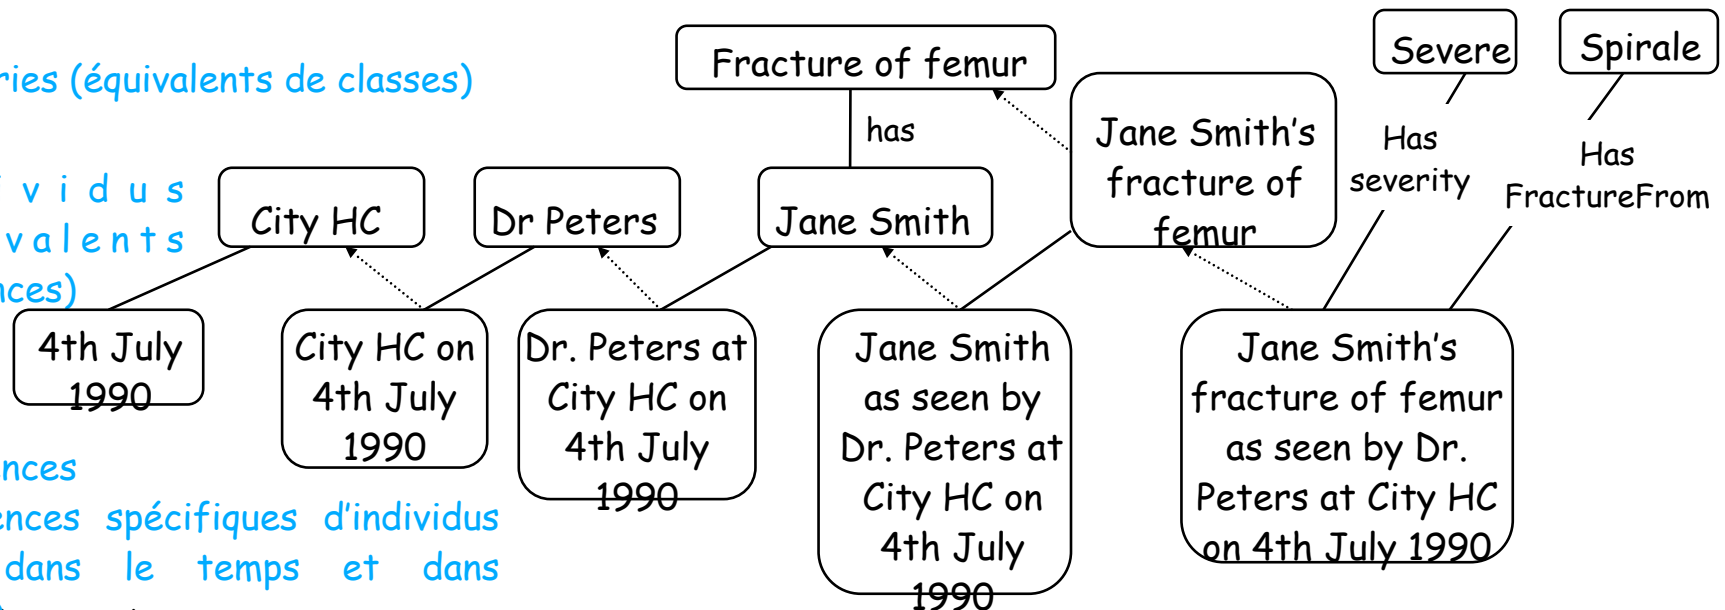 ries (équivalents de classes)
Fracture of femur
Severe
Spirale
has
Jane Smith's
fracture of
femur
Has
severity
Has
FractureFrom
vidus
valents
nces)
City HC
Dr Peters
Jane Smith
4th July
1990
City HC on
4th July
1990
Dr. Peters at
City HC on
4th July
1990
Jane Smith
as seen by
Dr. Peters at
City HC on
4th July
1990
Jane Smith's
fracture of femur
as seen by Dr.
Peters at City HC
on 4th July 1990
nces
ences spécifiques d'individus
dans le temps et dans